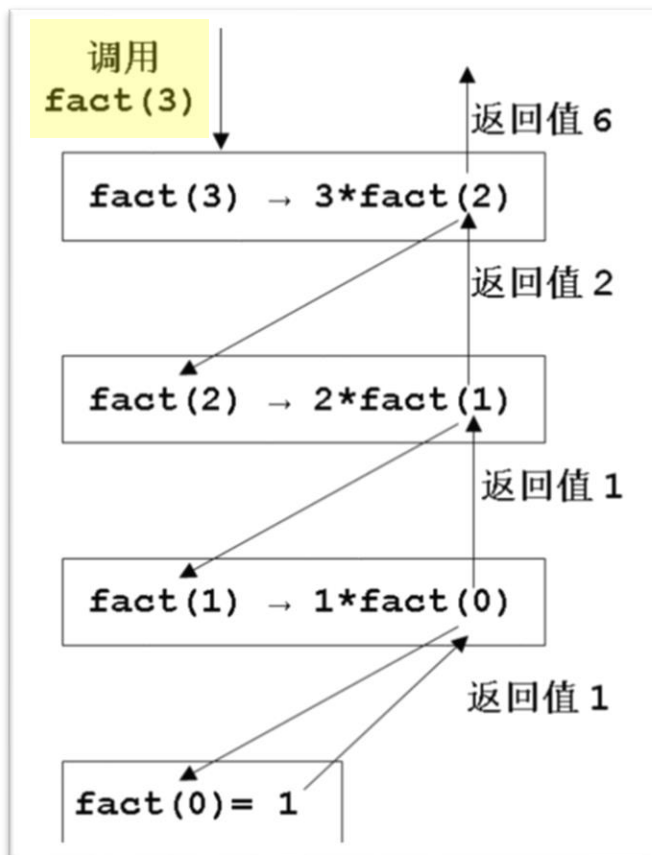 调用
fact(3)
返回值 6
fact(3) → 3*fact(2)
返回值 2
fact(2) → 2*fact(1)
返回值 1
fact(1) → 1*fact(0)
返回值 1
fact(0)= 1